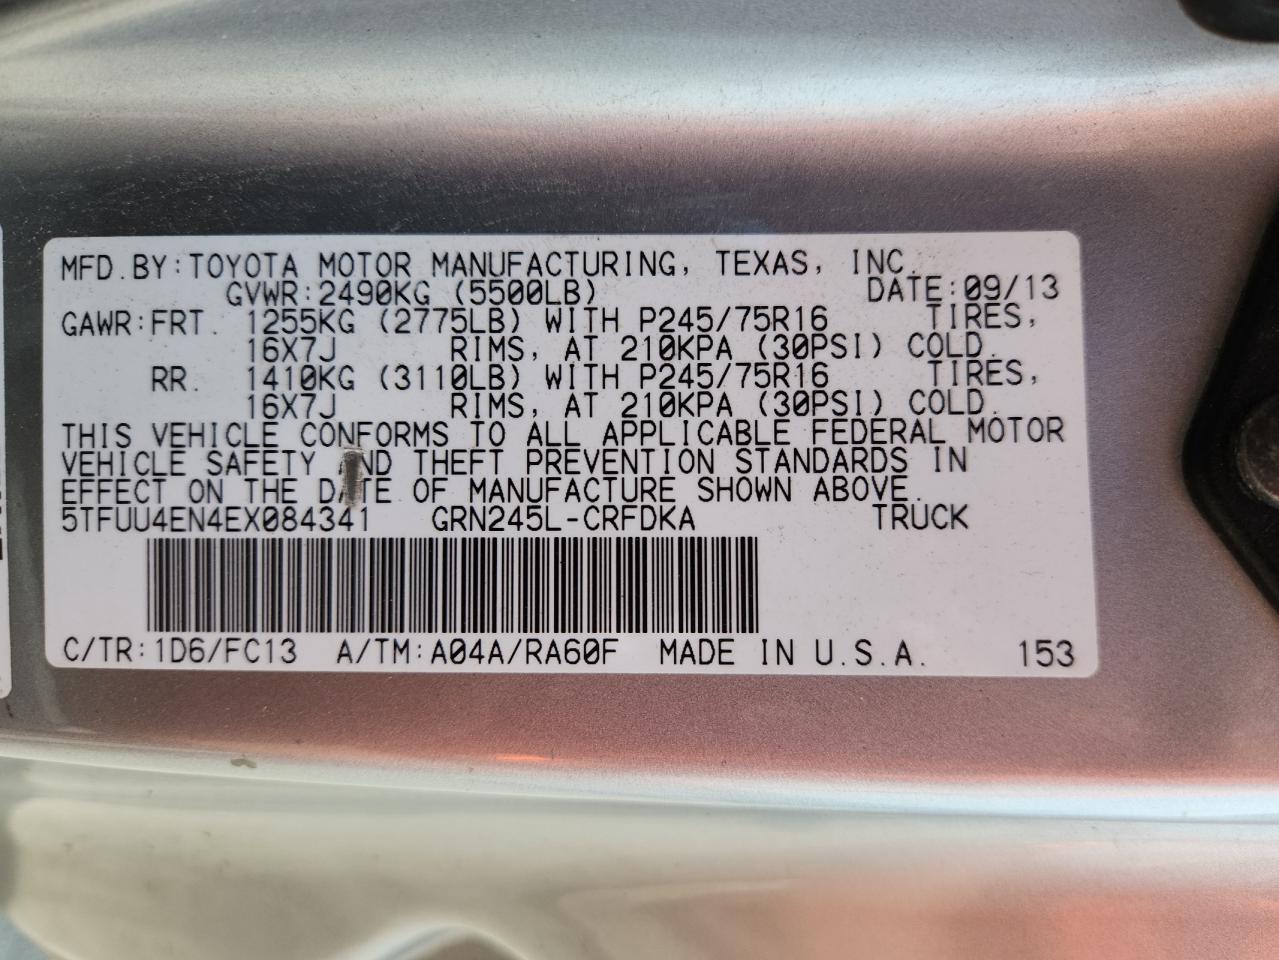 MFD.BY:TOYOTA MOTOR MANUFACTURING, TEXAS, INC.
GVWR:2490KG (5500LB) DATE:09/13
GAWR:FRT. 1255KG (2775LB) WITH P245/75R16 TIRES,
16X7J RIMS, AT 210KPA (30PSI) COLD.
RR. 1410KG (3110LB) WITH P245/75R16 TIRES,
16X7J RIMS, AT 210KPA (30PSI) COLD.
THIS VEHICLE CONFORMS TO ALL APPLICABLE FEDERAL MOTOR
VEHICLE SAFETY AND THEFT PREVENTION STANDARDS IN
EFFECT ON THE DATE OF MANUFACTURE SHOWN ABOVE.
5TFUU4EN4EX084341 GRN245L-CRFDKA TRUCK
C/TR:1D6/FC13 A/TM:A04A/RA60F MADE IN U.S.A. 153